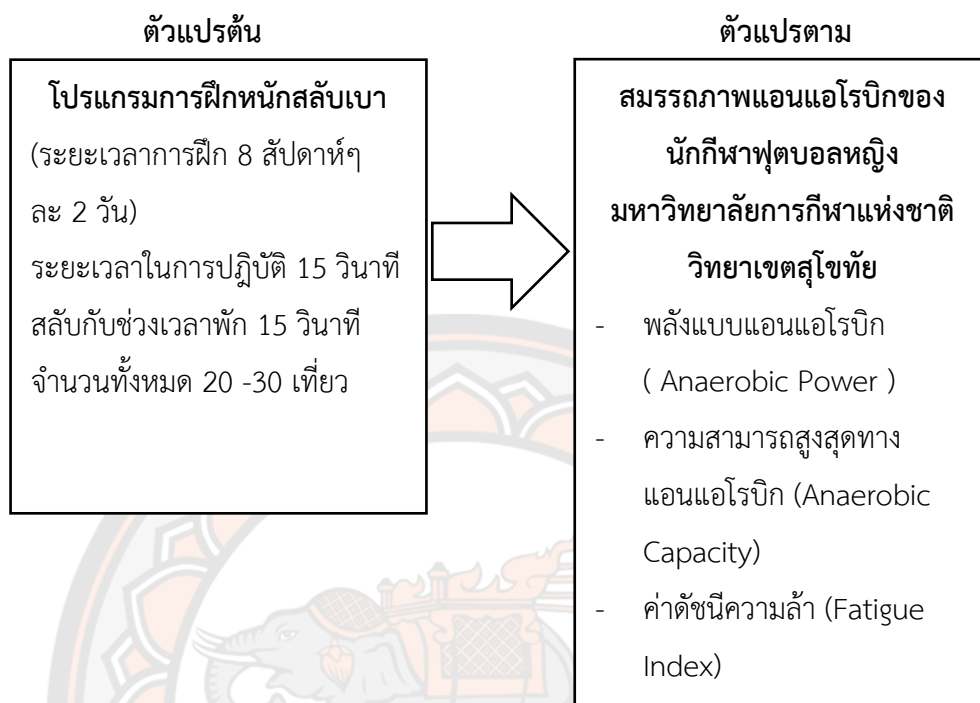 ตัวแปรต้น
โปรแกรมการฝึกหนักสลับเบา
(ระยะเวลาการฝึก 8 สัปดาห์ๆ
ละ 2 วัน)
ระยะเวลาในการปฎิบัติ 15 วินาที
สลับกับช่วงเวลาพัก 15 วินาที
จำนวนทั้งหมด 20 -30 เที่ยว
ตัวแปรตาม
สมรรถภาพแอนแอโรบิกของ
นักกีฬาฟุตบอลหญิง
มหาวิทยาลัยการกีฬาแห่งชาติ
วิทยาเขตสุโขทัย
- พลังแบบแอนแอโรบิก
( Anaerobic Power )
- ความสามารถสูงสุดทาง
แอนแอโรบิก (Anaerobic
Capacity)
- ค่าดัชนีความล้า (Fatigue
Index)